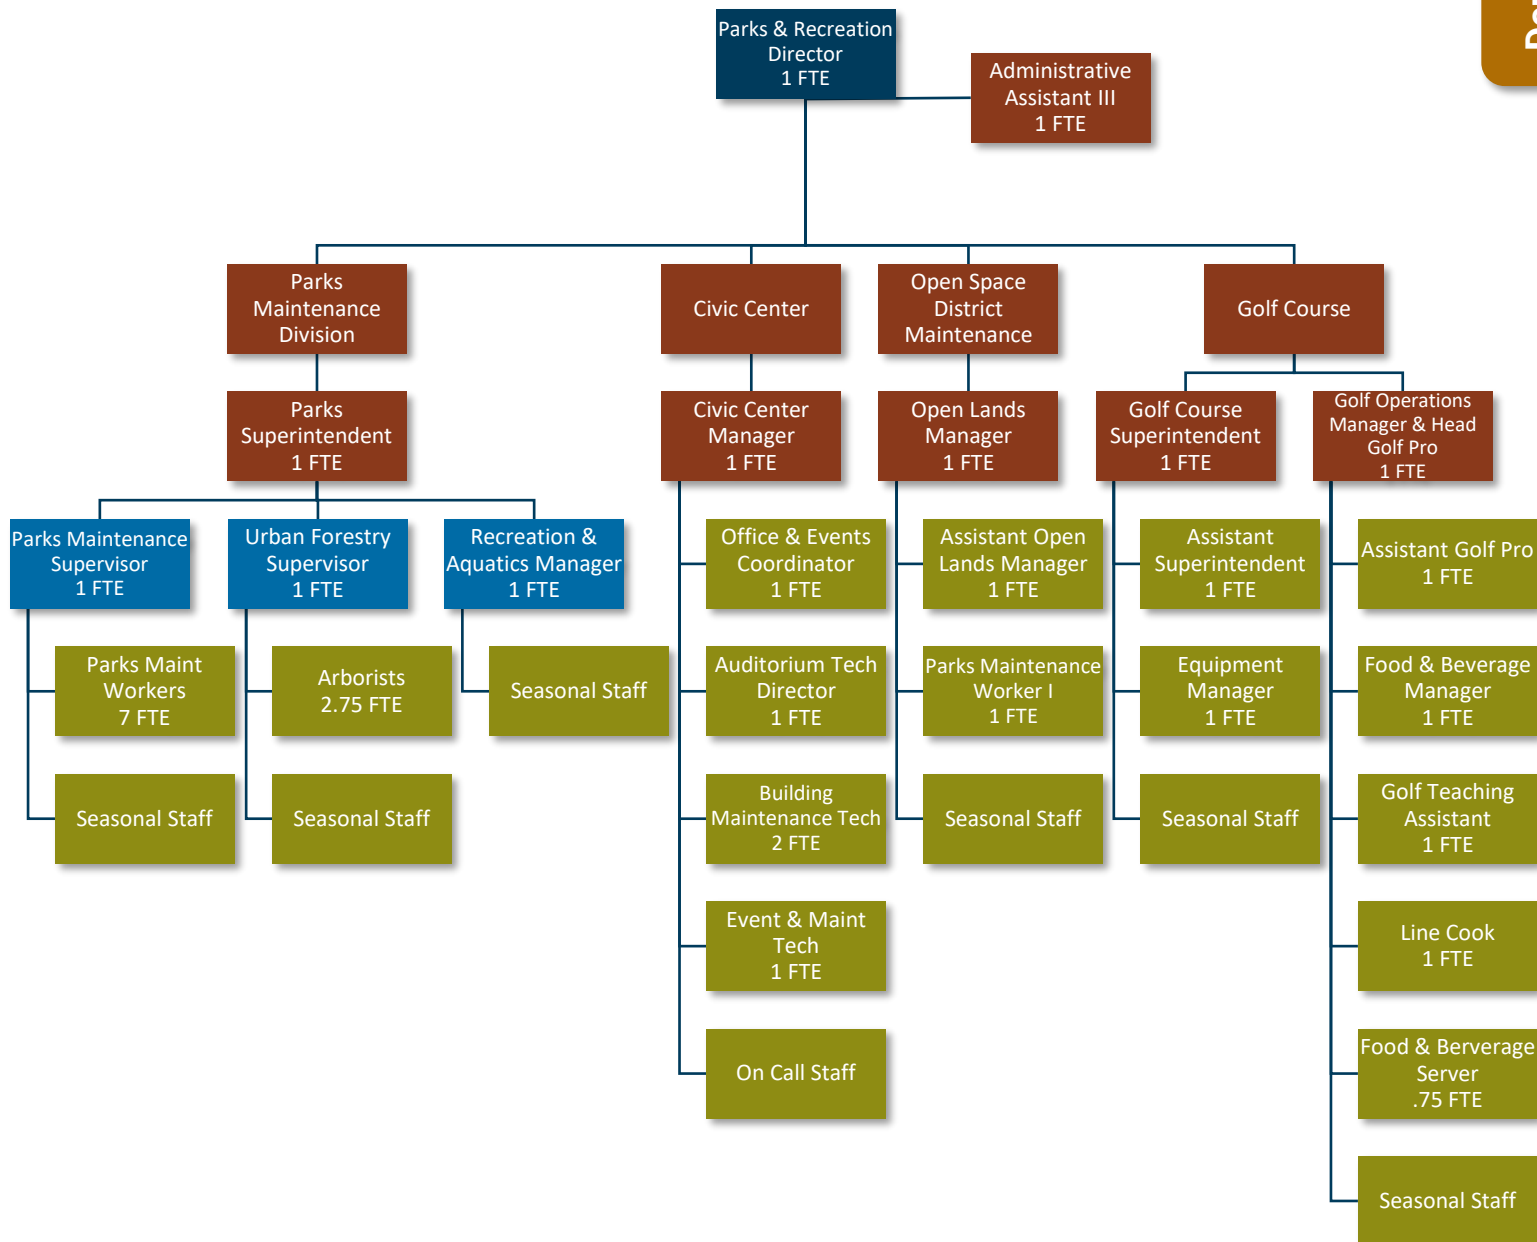 Parks & Recreation
Director
1 FTE
Administrative
Assistant III
1 FTE
Parks
Maintenance
Division
Civic Center
Open Space
District
Maintenance
Golf Course
Parks
Superintendent
1 FTE
Civic Center
Manager
1 FTE
Open Lands
Manager
1 FTE
Golf Course
Superintendent
1 FTE
Golf Operations
Manager & Head
Golf Pro
1 FTE
Parks Maintenance
Supervisor
1 FTE
Urban Forestry
Supervisor
1 FTE
Recreation &
Aquatics Manager
1 FTE
Office & Events
Coordinator
1 FTE
Assistant Open
Lands Manager
1 FTE
Assistant
Superintendent
1 FTE
Assistant Golf Pro
1 FTE
Parks Maint
Workers
7 FTE
Arborists
2.75 FTE
Seasonal Staff
Auditorium Tech
Director
1 FTE
Parks Maintenance
Worker I
1 FTE
Equipment
Manager
1 FTE
Food & Beverage
Manager
1 FTE
Seasonal Staff
Seasonal Staff
Building
Maintenance Tech
2 FTE
Seasonal Staff
Seasonal Staff
Golf Teaching
Assistant
1 FTE
Event & Maint
Tech
1 FTE
Line Cook
1 FTE
On Call Staff
Food & Berverage
Server
.75 FTE
Seasonal Staff